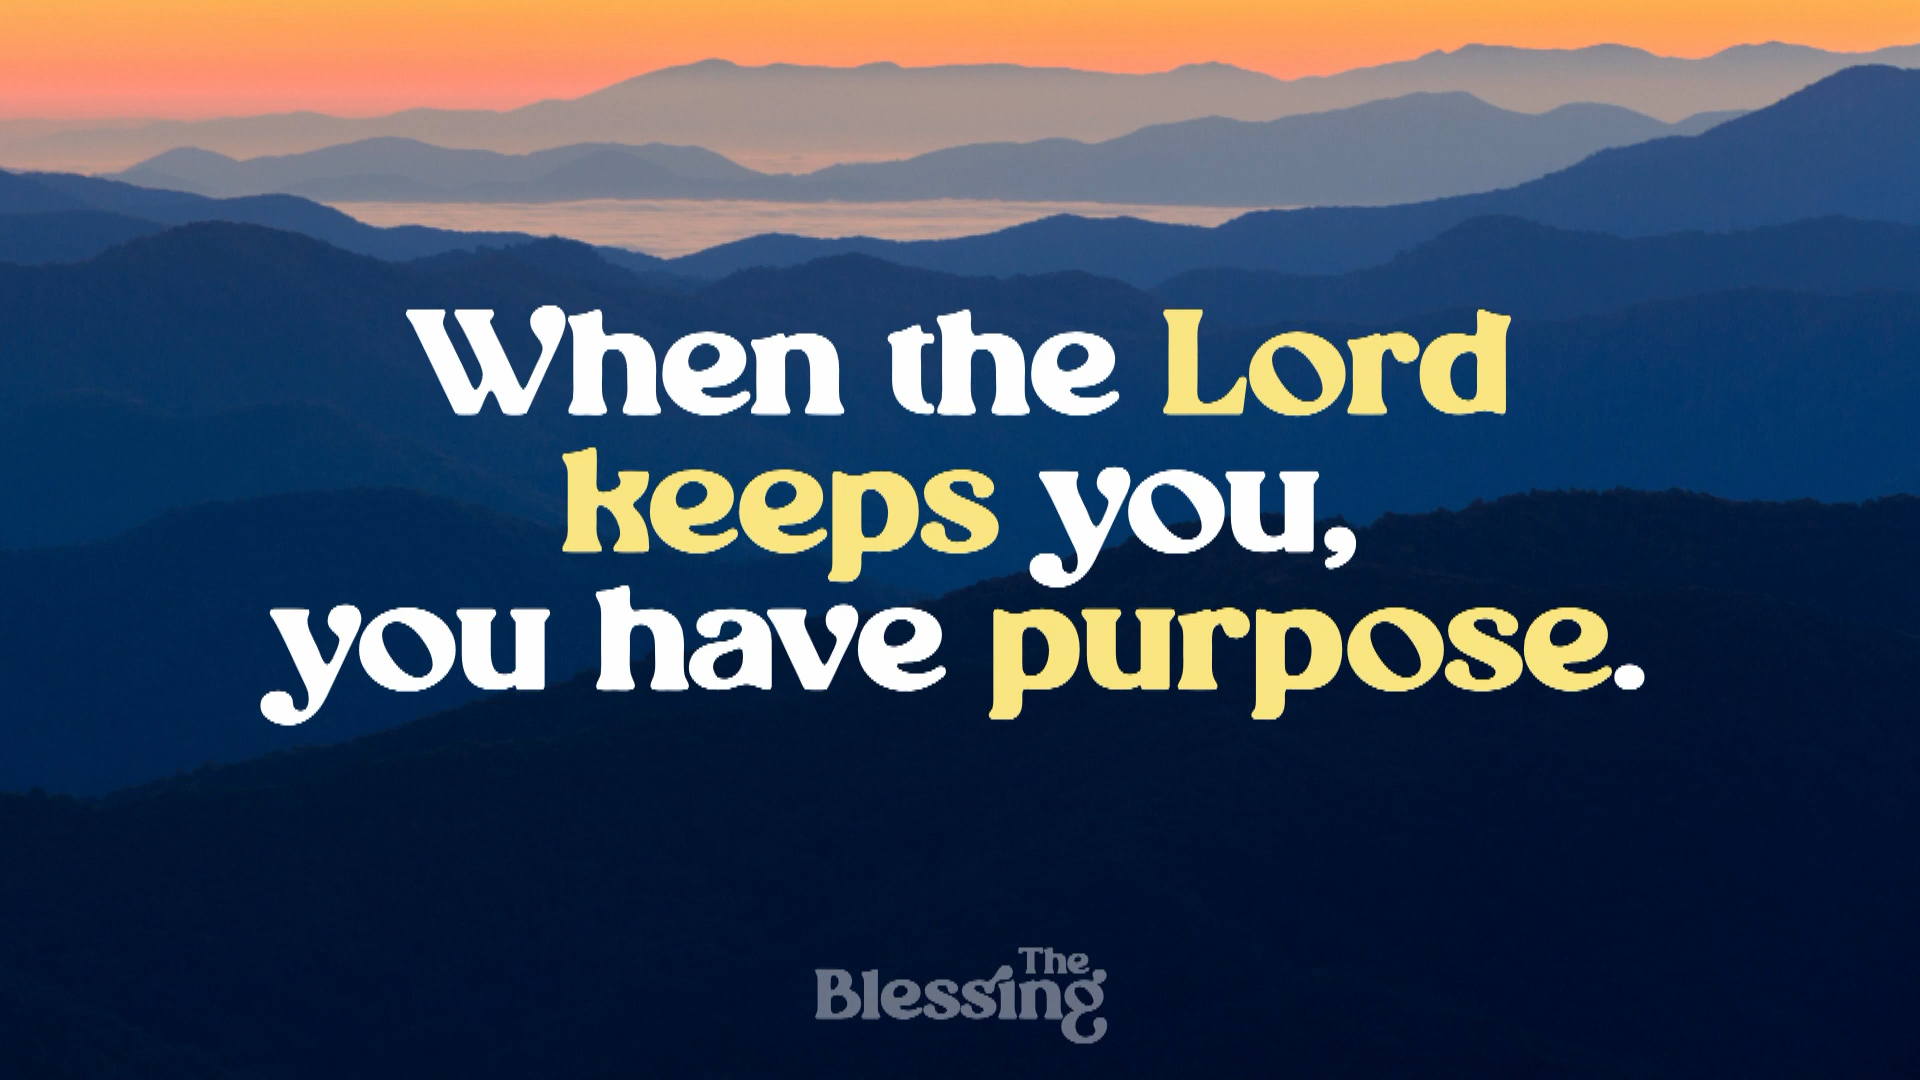 When the Lord
keeps you,
you have purpose.
The
Blessing